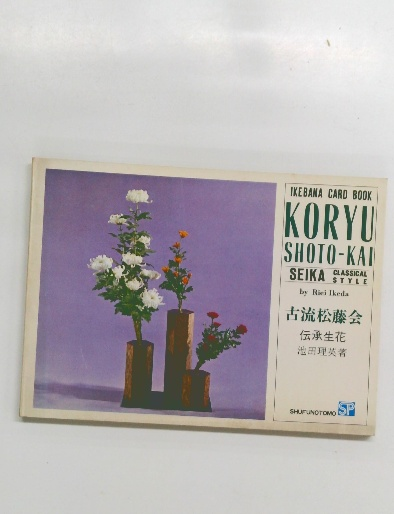 IKEBANA CARD BOOK
KORYU
SHOTO-KAI
SEIKA CLASSICAL STYLE
by Riei Ikeda
古流松藤会
伝承生花
池田理英著
SHUFUNOTOMO SP